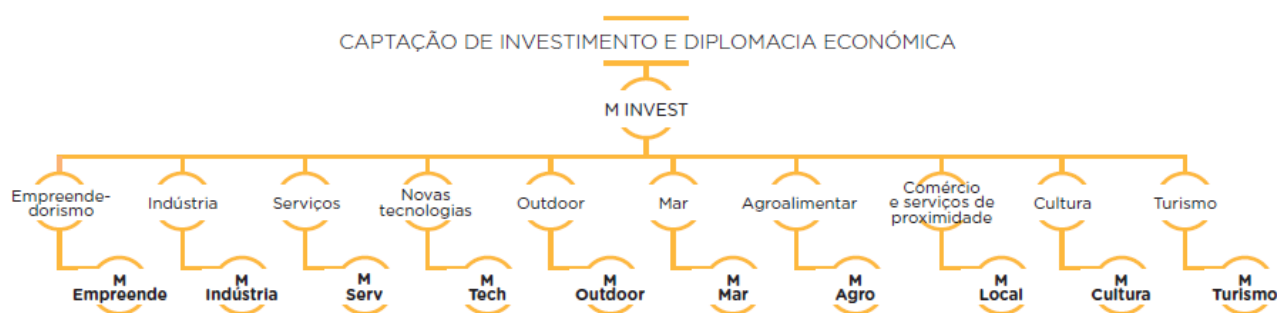 CAPTAÇÃO DE INVESTIMENTO E DIPLOMACIA ECONÓMICA
M INVEST
Empreende-
dorismo
Indústria
Serviços
Novas
tecnologias
Outdoor
Mar
Agroalimentar
Comércio
e serviços de
proximidade
Cultura
Turismo
M
Empreende
M
Indústria
M
Serv
M
Tech
M
Outdoor
M
Mar
M
Agro
M
Local
M
Cultura
M
Turismo